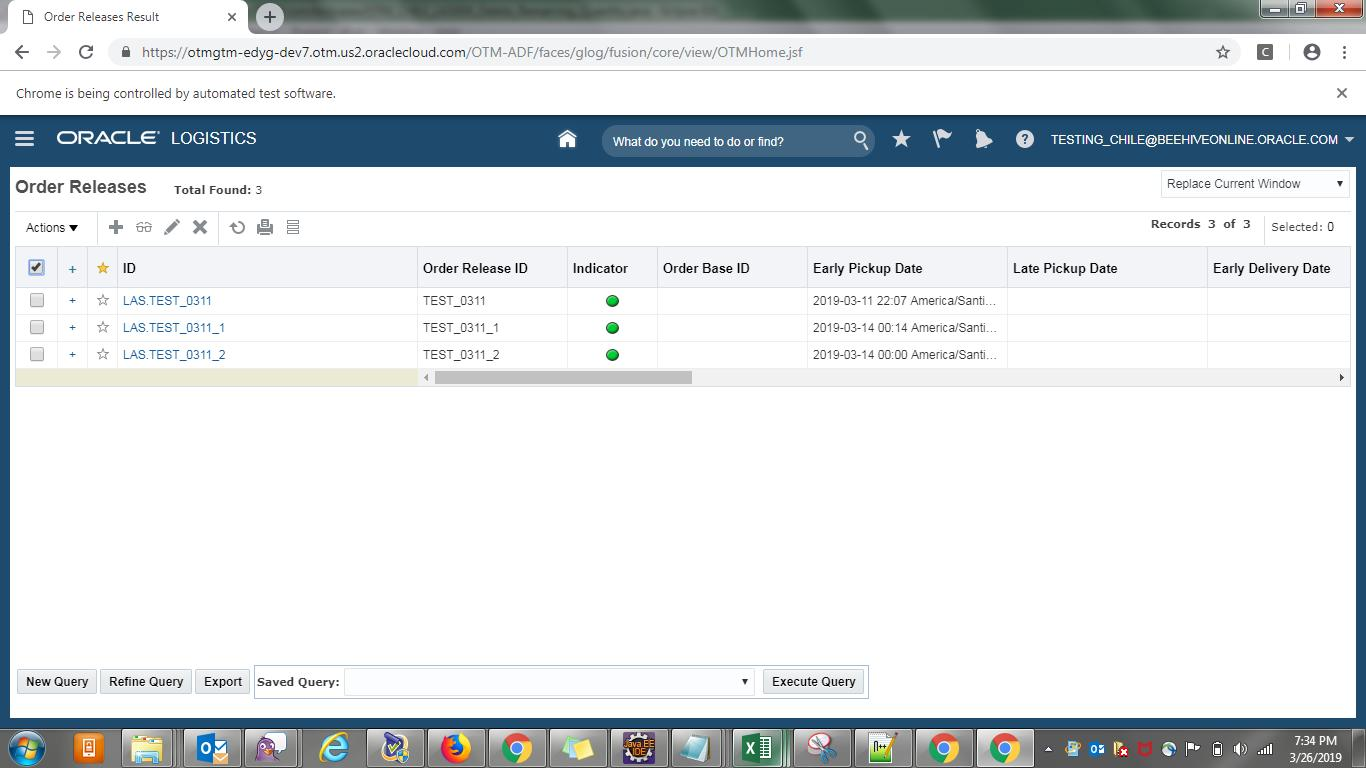 Order Releases Result
https://otmgtm-edyg-dev7.otm.us2.oraclecloud.com/OTM-ADF/faces/glog/fusion/core/view/OTMHome.jsf
C
Chrome is being controlled by automated test software.
ORACLE LOGISTICS
What do you need to do or find?
TESTING_CHILE@BEEHIVEONLINE.ORACLE.COM
Order Releases Total Found: 3
Replace Current Window
Actions
Records 3 of 3
Selected: 0
ID Order Release ID Indicator Order Base ID Early Pickup Date Late Pickup Date Early Delivery Date
LAS.TEST_0311 TEST_0311 2019-03-11 22:07 America/Santi...
LAS.TEST_0311_1 TEST_0311_1 2019-03-14 00:14 America/Santi...
LAS.TEST_0311_2 TEST_0311_2 2019-03-14 00:00 America/Santi...
New Query Refine Query Export Saved Query: Execute Query
Java EE
IDE
7:34 PM
3/26/2019